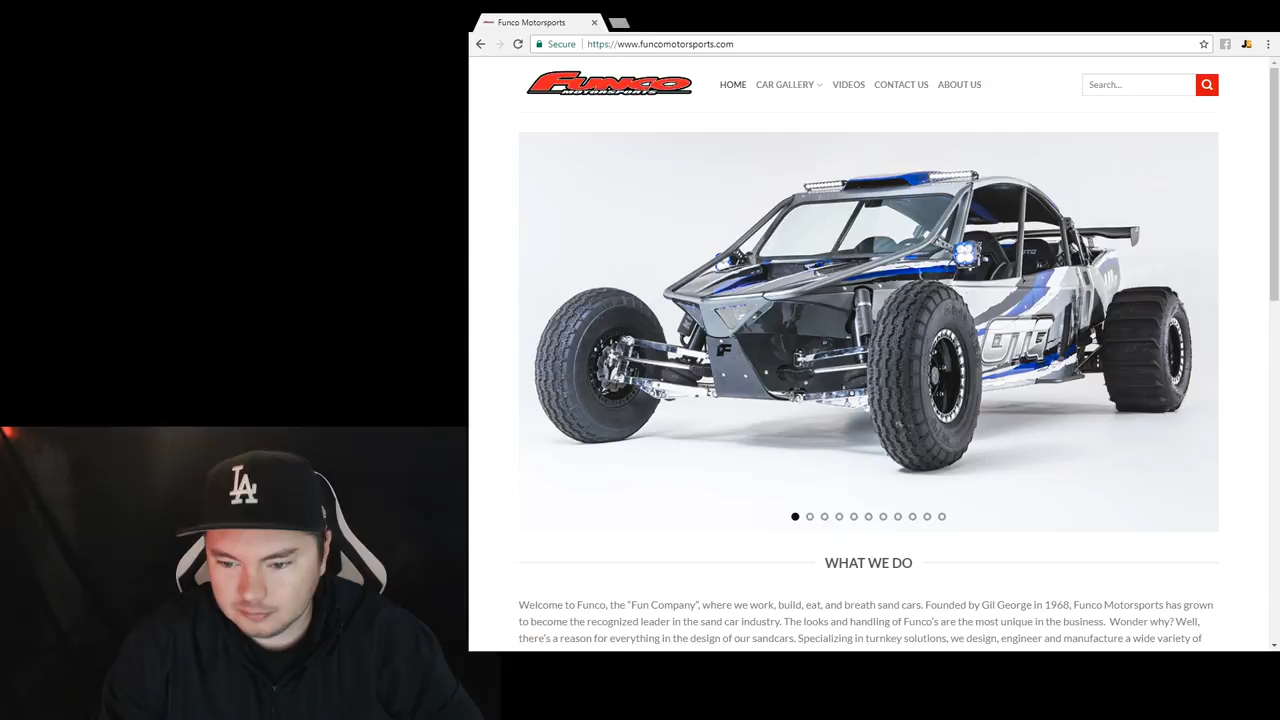 Funco Motorsports
Secure
https://www.funcomotorsports.com
FUNCO
MOTORSPORTS
HOME
CAR GALLERY
VIDEOS
CONTACT US
ABOUT US
Search...
GTQ
LA
WHAT WE DO
Welcome to Funco, the “Fun Company”, where we work, build, eat, and breath sand cars. Founded by Gil George in 1968, Funco Motorsports has grown
to become the recognized leader in the sand car industry. The looks and handling of Funco’s are the most unique in the business. Wonder why? Well,
there’s a reason for everything in the design of our sandcars. Specializing in turnkey solutions, we design, engineer and manufacture a wide variety of